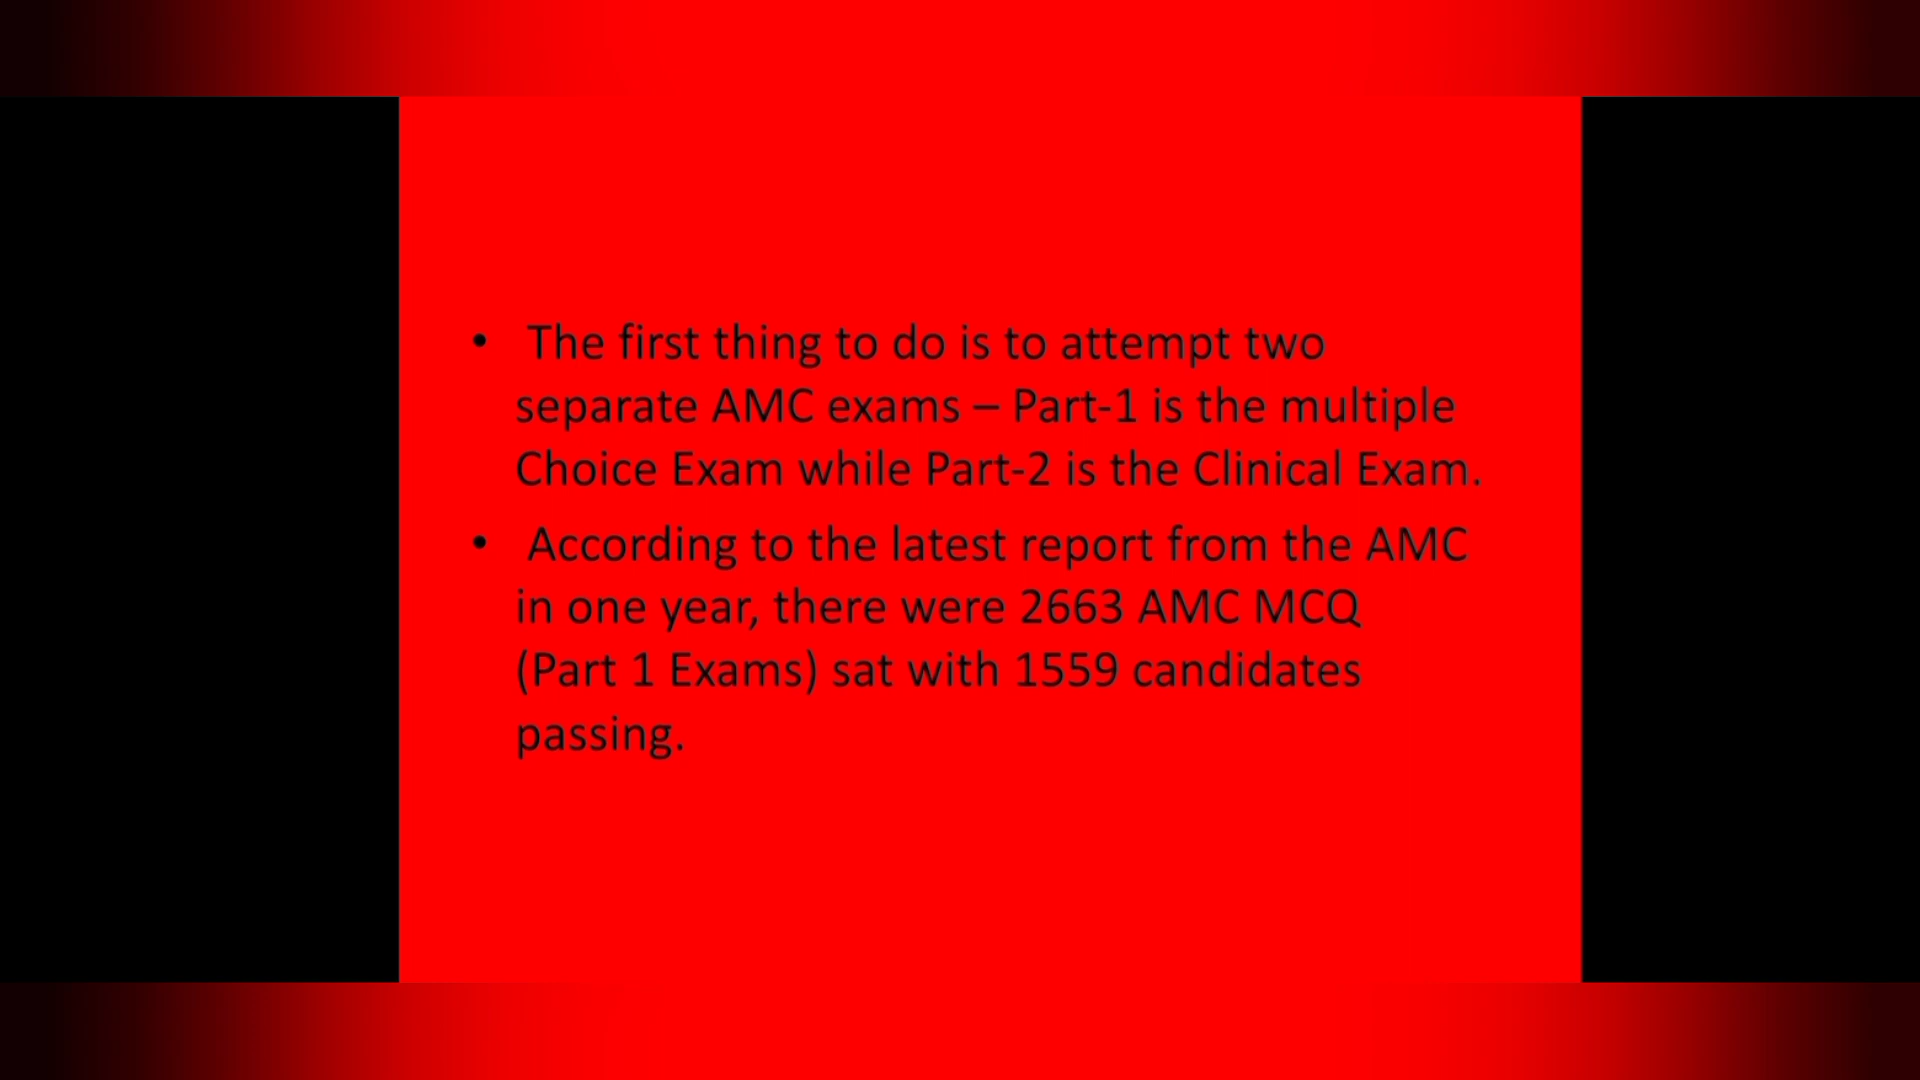 • The first thing to do is to attempt two
separate AMC exams – Part-1 is the multiple
Choice Exam while Part-2 is the Clinical Exam.
• According to the latest report from the AMC
in one year, there were 2663 AMC MCQ
(Part 1 Exams) sat with 1559 candidates
passing.